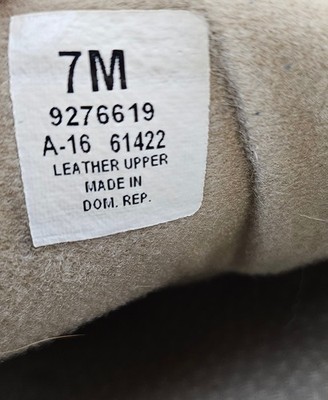 7M
9276619
A-16 61422
LEATHER UPPER
MADE IN
DOM. REP.